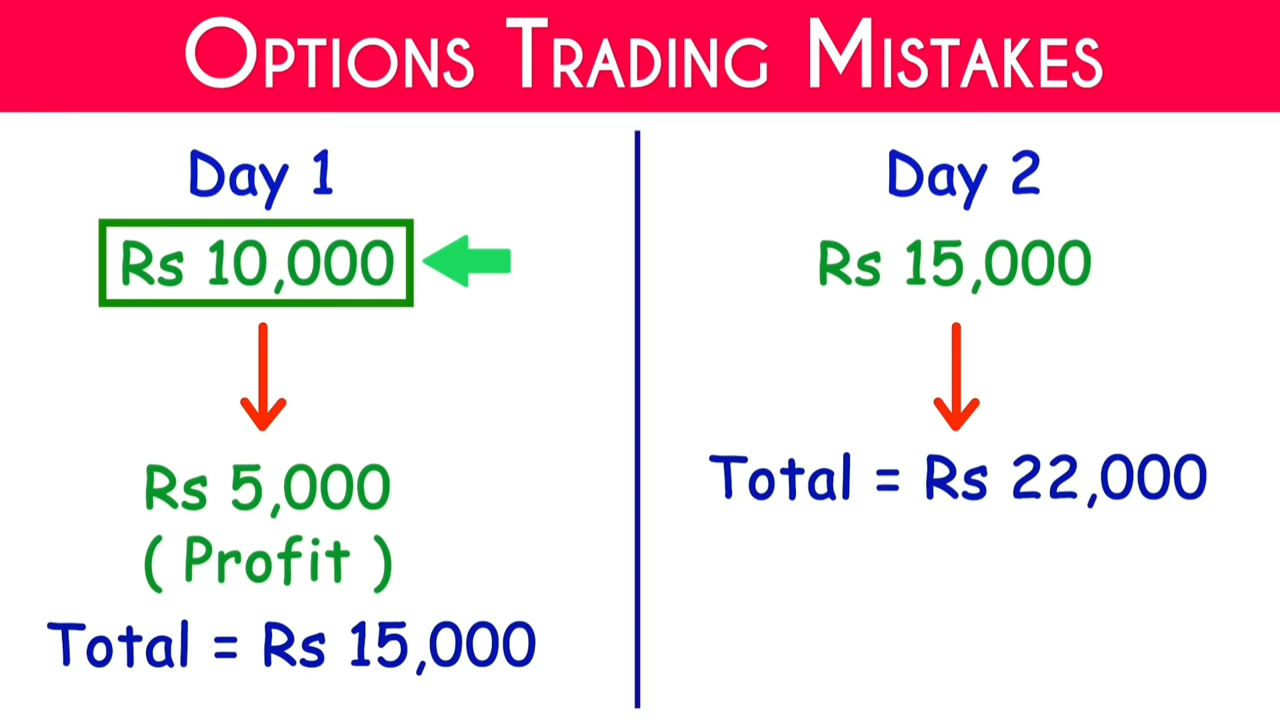 OPTIONS TRADING MISTAKES
Day 1
Rs 10,000
Rs 5,000
( Profit )
Total = Rs 15,000
Day 2
Rs 15,000
Total = Rs 22,000